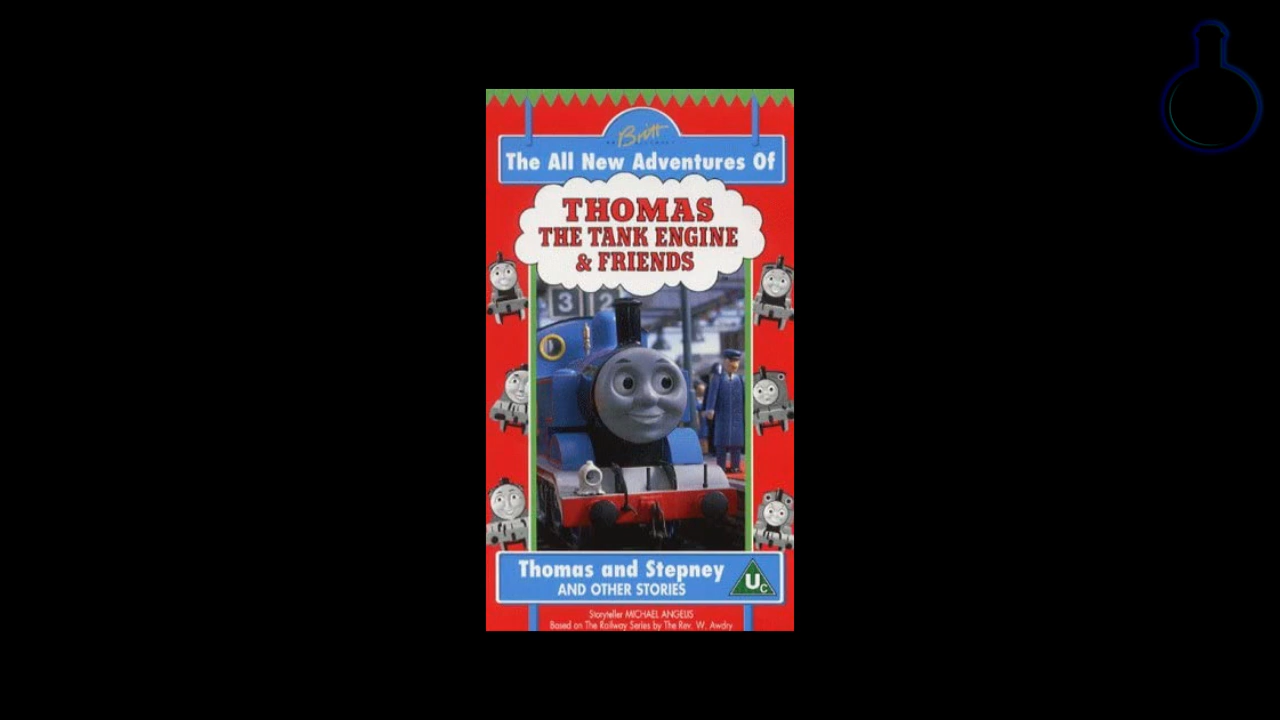 Britt
The All New Adventures Of
THOMAS
THE TANK ENGINE
& FRIENDS
3 2
Thomas and Stepney
AND OTHER STORIES
Uc
Storyteller MICHAEL ANGELIS
Based on The Railway Series by The Rev. W. Awdry